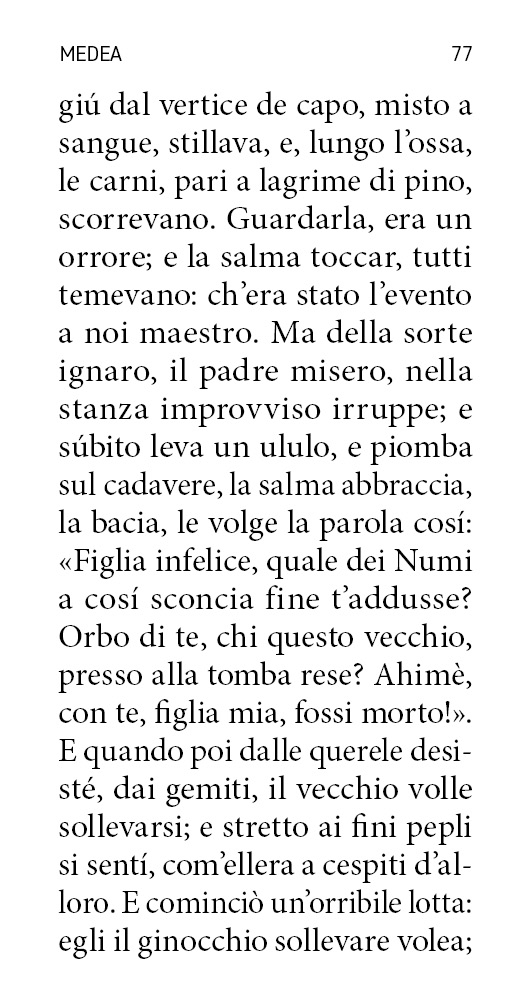 MEDEA 77
giú dal vertice de capo, misto a
sangue, stillava, e, lungo l’ossa,
le carni, pari a lagrime di pino,
scorrevano. Guardarla, era un
orrore; e la salma toccar, tutti
temevano: ch’era stato l’evento
a noi maestro. Ma della sorte
ignaro, il padre misero, nella
stanza improvviso irruppe; e
súbito leva un ululo, e piomba
sul cadavere, la salma abbraccia,
la bacia, le volge la parola cosí:
«Figlia infelice, quale dei Numi
a cosí sconcia fine t’addusse?
Orbo di te, chi questo vecchio,
presso alla tomba rese? Ahimè,
con te, figlia mia, fossi morto!».
E quando poi dalle querele desi-
sté, dai gemiti, il vecchio volle
sollevarsi; e stretto ai fini pepli
si sentí, com’ellera a cespiti d’al-
loro. E cominciò un’orribile lotta:
egli il ginocchio sollevare volea;